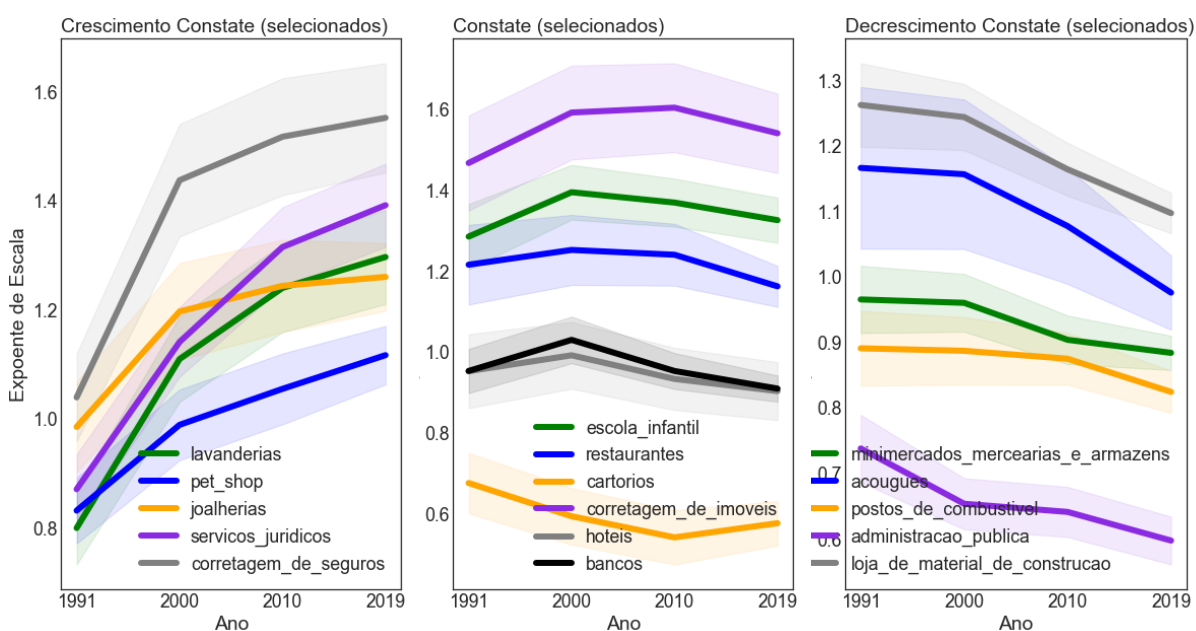 Crescimento Constate (selecionados)
Constate (selecionados)
Decrescimento Constate (selecionados)
Expoente de Escala
1.6
1.4
1.2
1.0
0.8
lavanderias
pet_shop
joalherias
servicos_juridicos
corretagem_de_seguros
1991
2000
2010
2019
Ano
1.6
1.4
1.2
1.0
0.8
0.6
escola_infantil
restaurantes
cartorios
corretagem_de_imoveis
hoteis
bancos
1991
2000
2010
2019
Ano
1.3
1.2
1.1
1.0
0.9
0.8
0.7
0.6
minimercados_mercearias_e_armazens
acougues
postos_de_combustivel
administracao_publica
loja_de_material_de_construcao
1991
2000
2010
2019
Ano